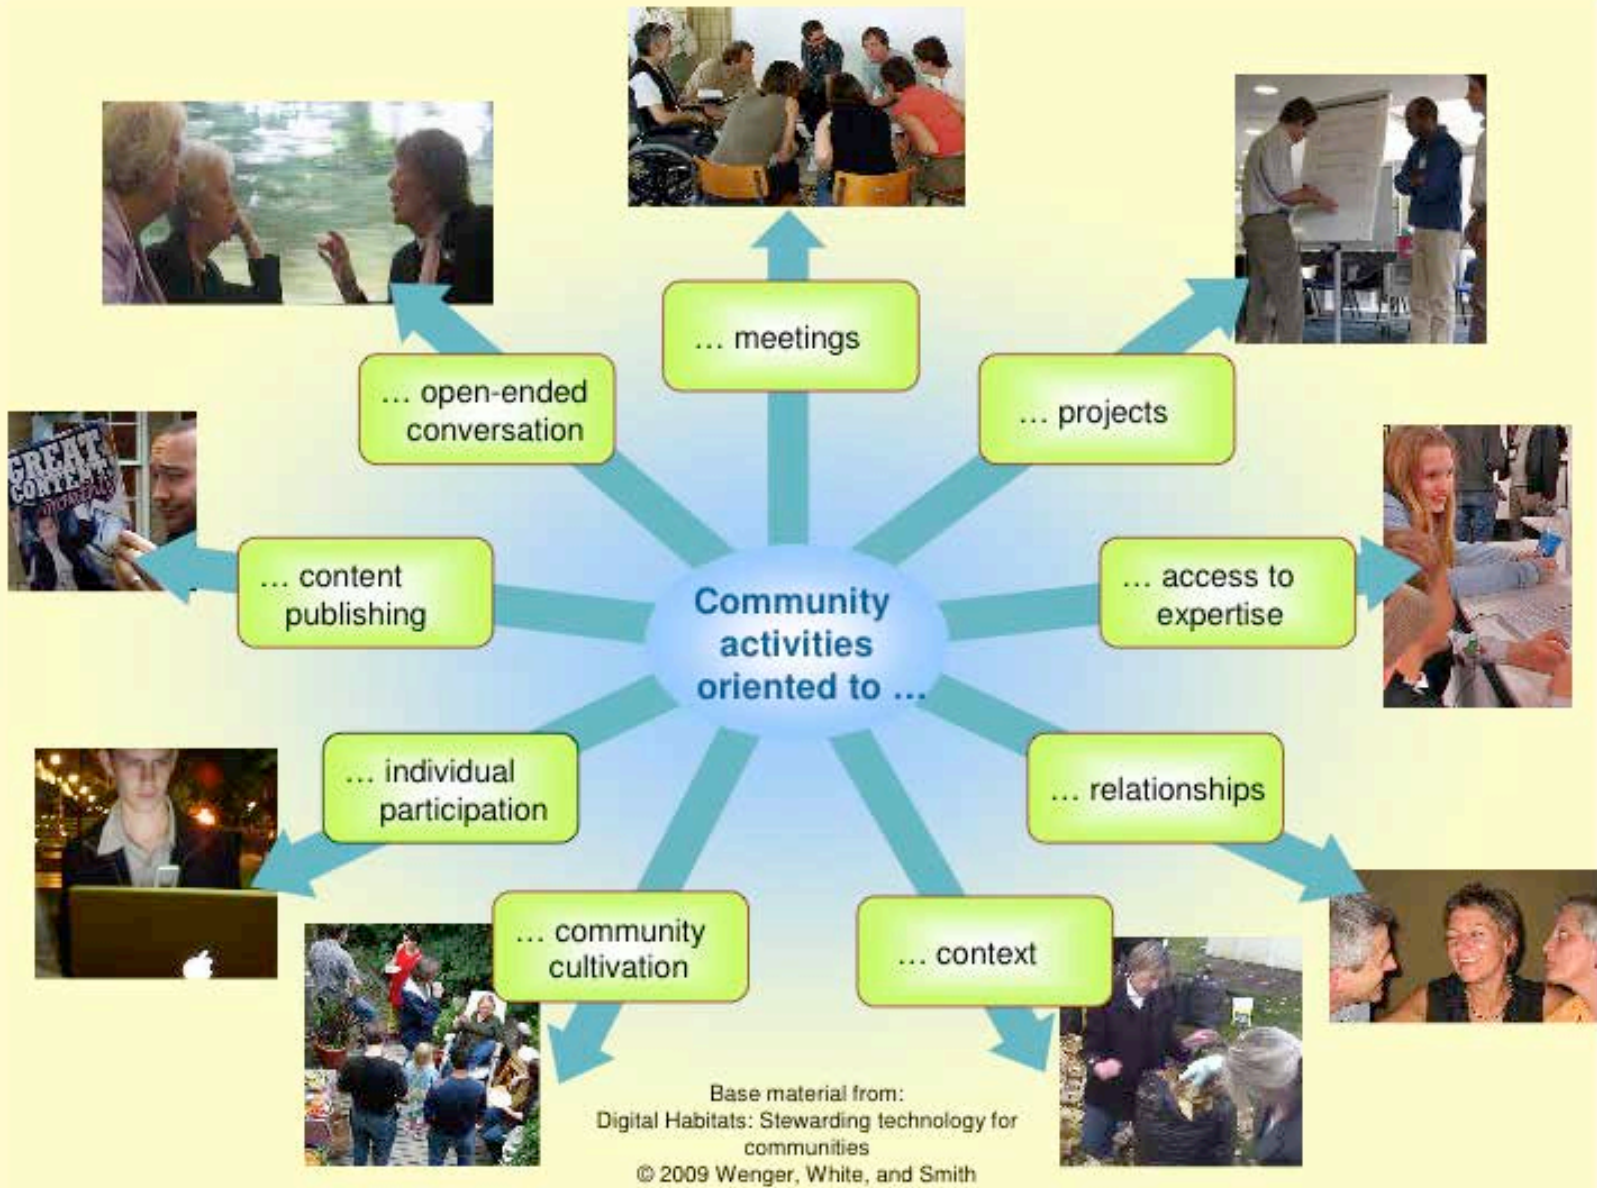 ... meetings
... open-ended
conversation
... projects
GREAT
CONTENT!
... content
publishing
... access to
expertise
Community
activities
oriented to ...
... individual
participation
... relationships
... community
cultivation
... context
Base material from:
Digital Habitats: Stewarding technology for
communities
© 2009 Wenger, White, and Smith